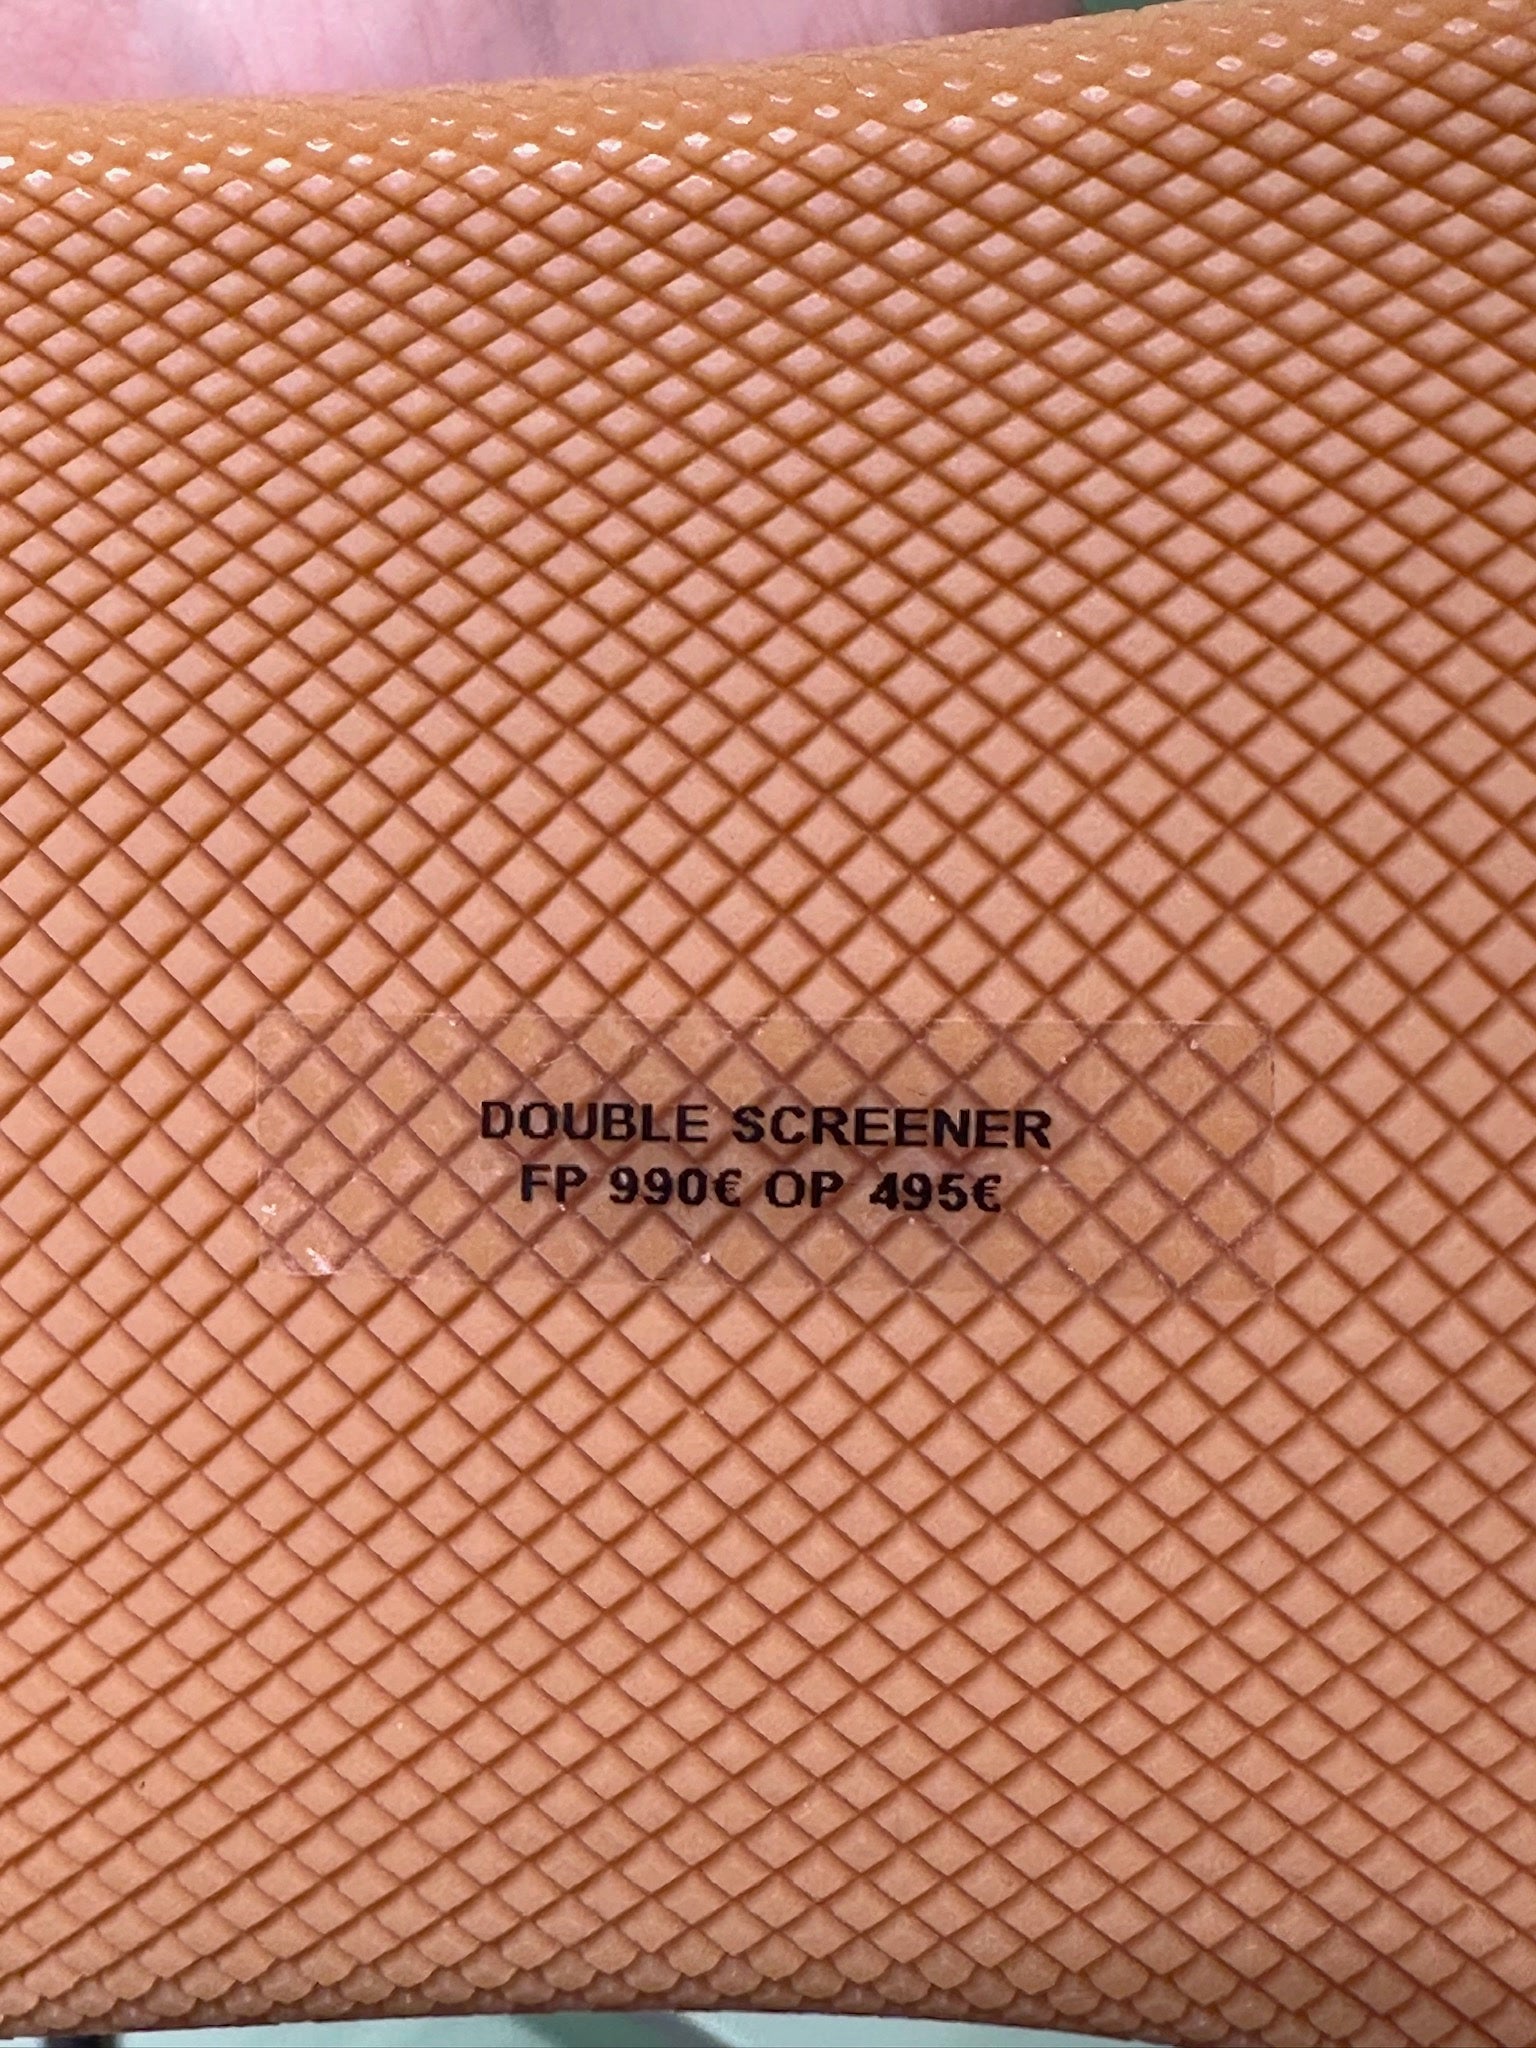 DOUBLE SCREENER
FP 990€ OP 495€